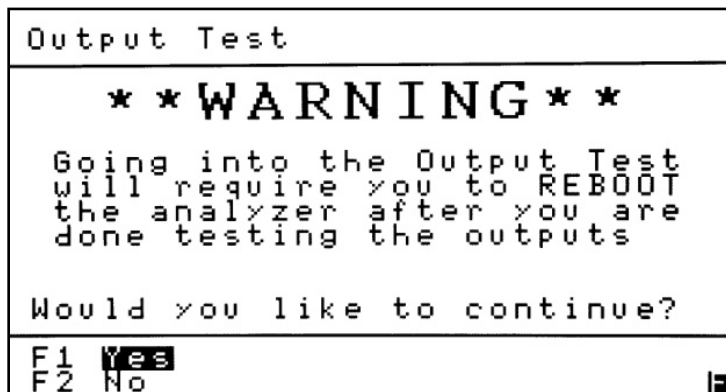 Output Test
**WARNING**
Going into the Output Test
will require you to REBOOT
the analyzer after you are
done testing the outputs
Would you like to continue?
F1 Yes
F2 No